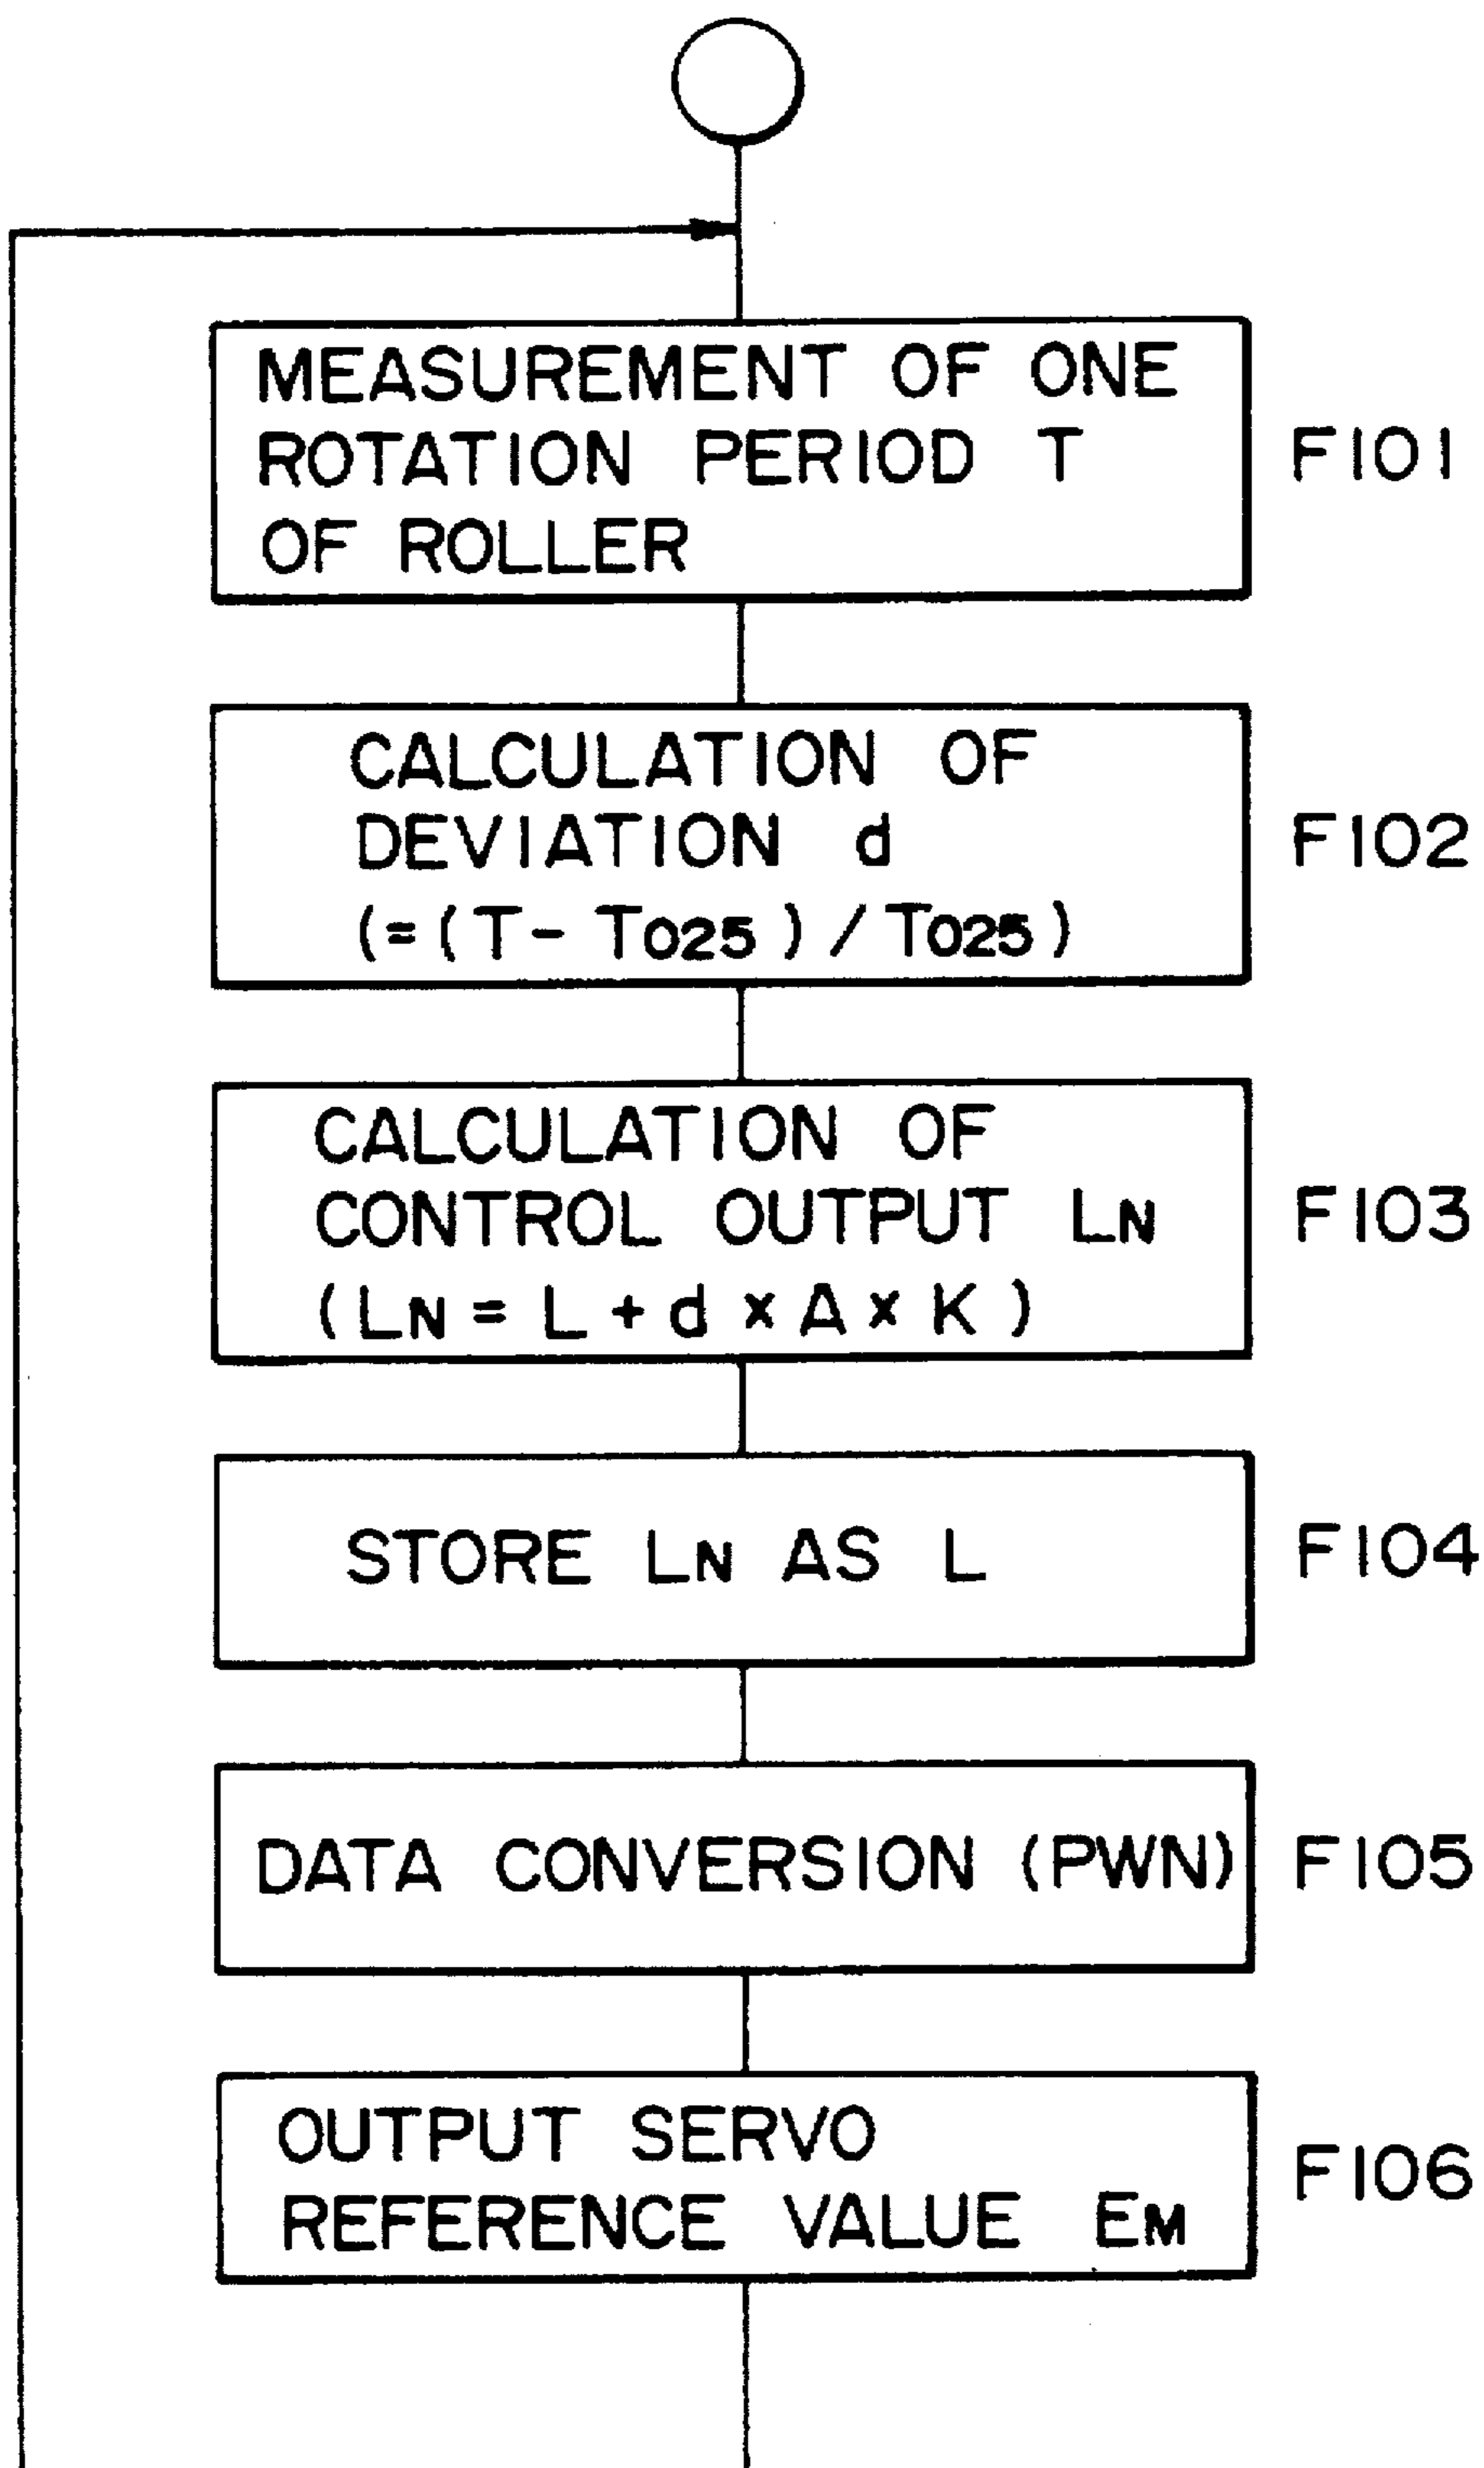 MEASUREMENT OF ONE
ROTATION PERIOD T
OF ROLLER
F101
CALCULATION OF
DEVIATION d
(=(T- T025)/T025)
F102
CALCULATION OF
CONTROL OUTPUT LN
(LN = L + d × A × K)
F103
STORE LN AS L
F104
DATA CONVERSION (PWN)
F105
OUTPUT SERVO
REFERENCE VALUE EM
F106